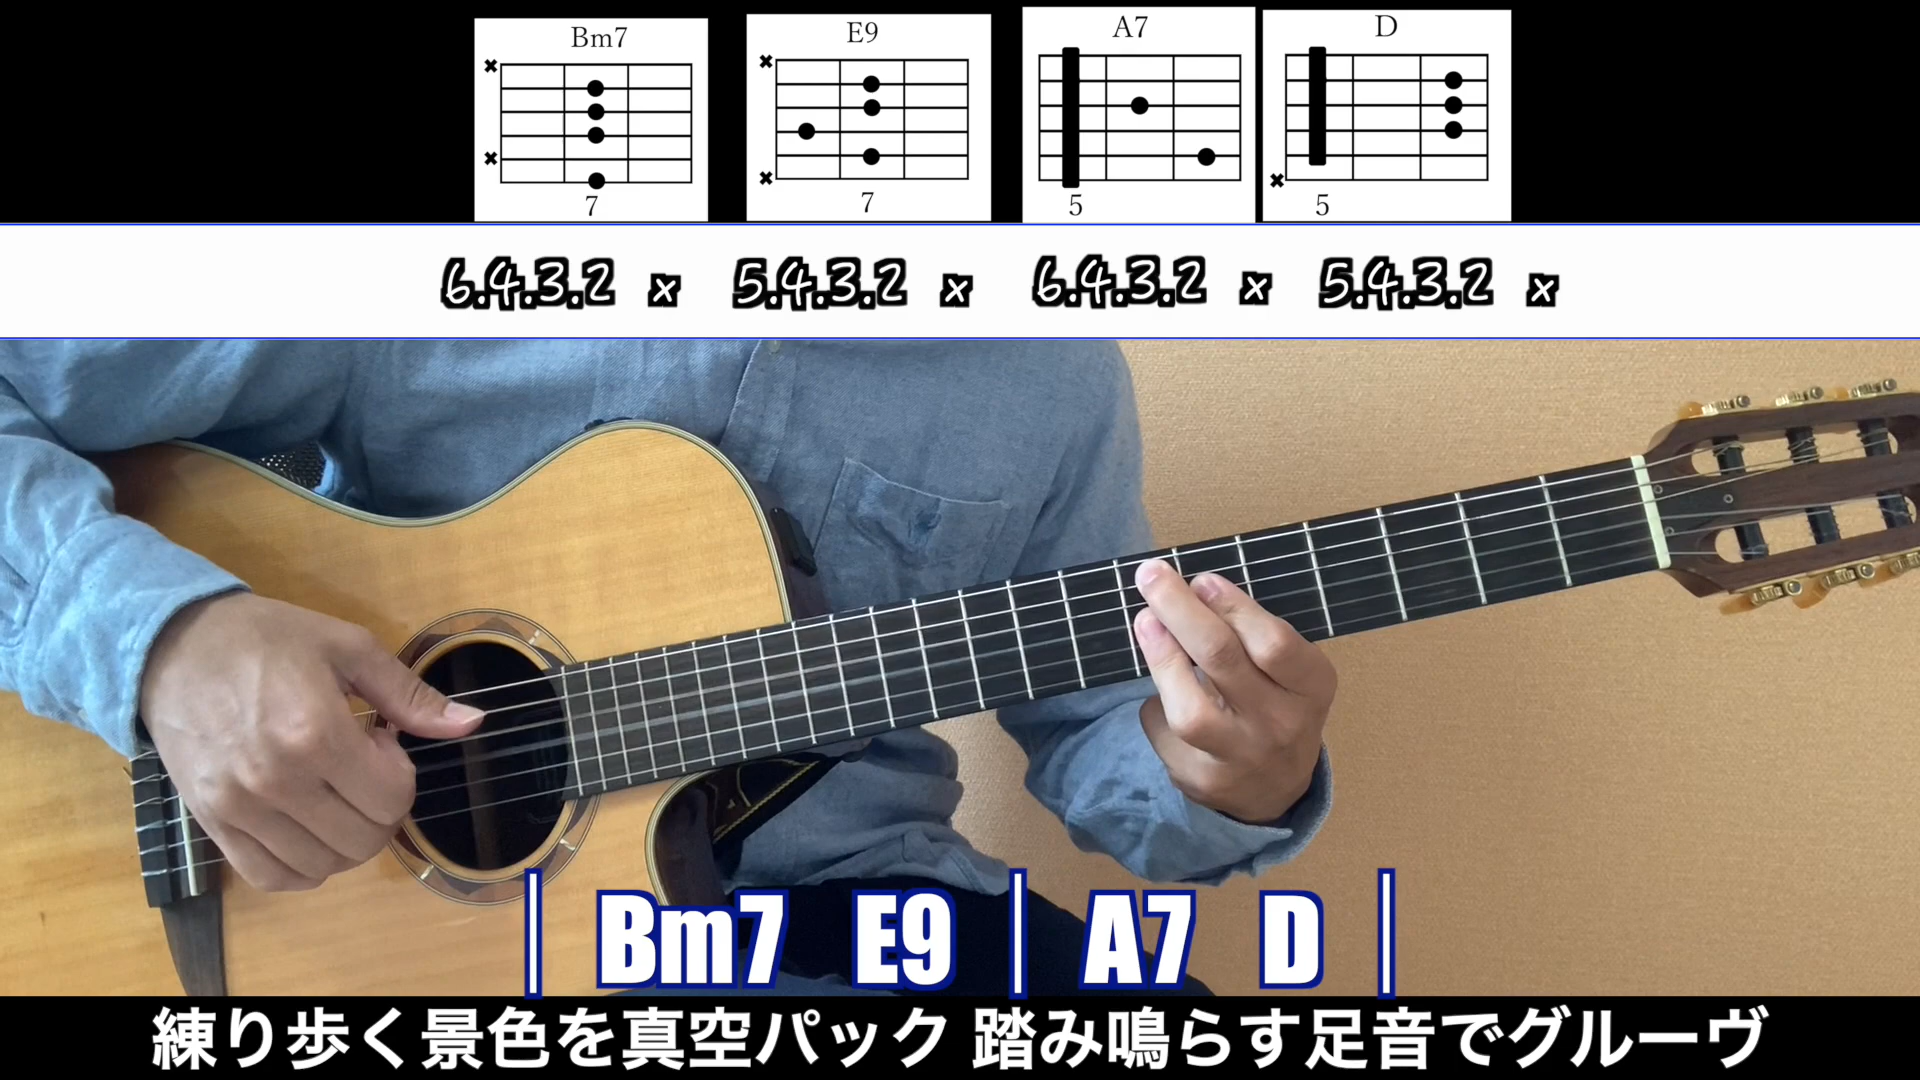 Bm7 E9 A7 D
× × × × ×
7 7 5 5
6.4.3.2 x 5.4.3.2 x 6.4.3.2 x 5.4.3.2 x
| Bm7 E9 | A7 D |
練り歩く景色を真空パック 踏み鳴らす足音でグルーヴ